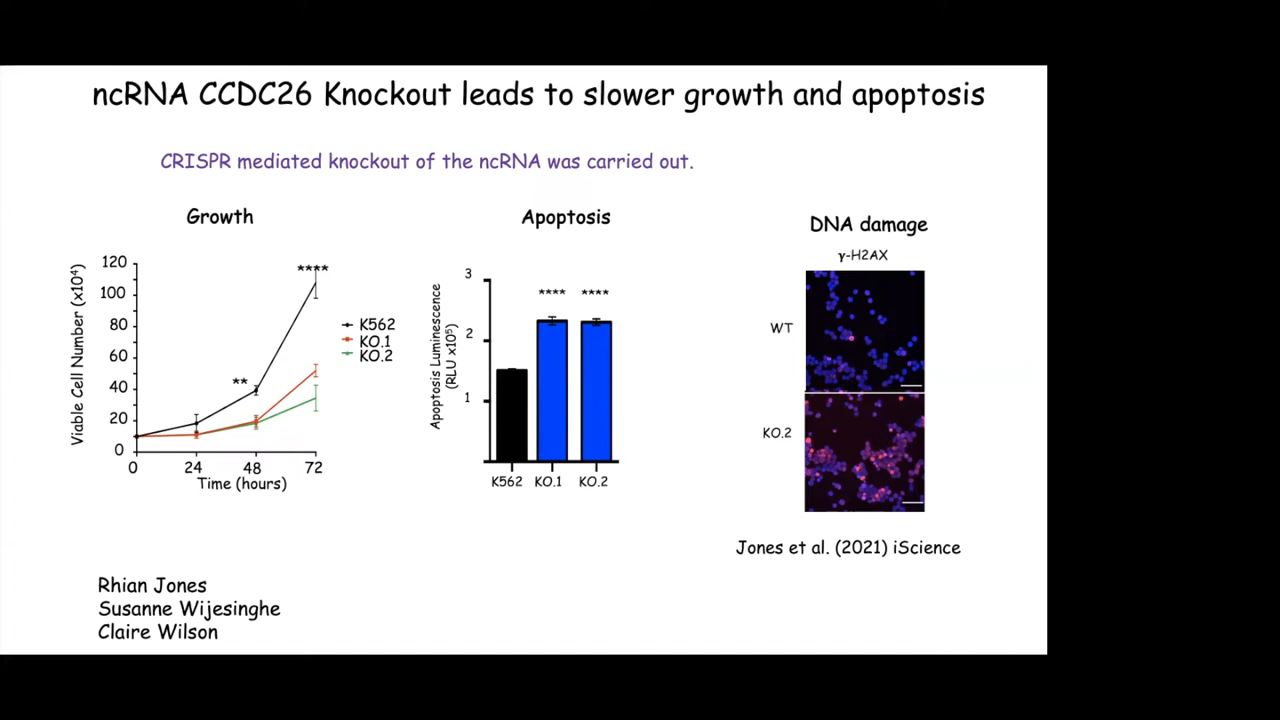 ncRNA CCDC26 Knockout leads to slower growth and apoptosis
CRISPR mediated knockout of the ncRNA was carried out.
Growth
Viable Cell Number (x10⁴)
120
100
80
60
40
20
0
0 24 48 72
Time (hours)
**
****
K562
KO.1
KO.2
Apoptosis
Apoptosis Luminescence
(RLU x10⁵)
3
2
1
**** ****
K562 KO.1 KO.2
DNA damage
γ-H2AX
WT
KO.2
Jones et al. (2021) iScience
Rhian Jones
Susanne Wijesinghe
Claire Wilson